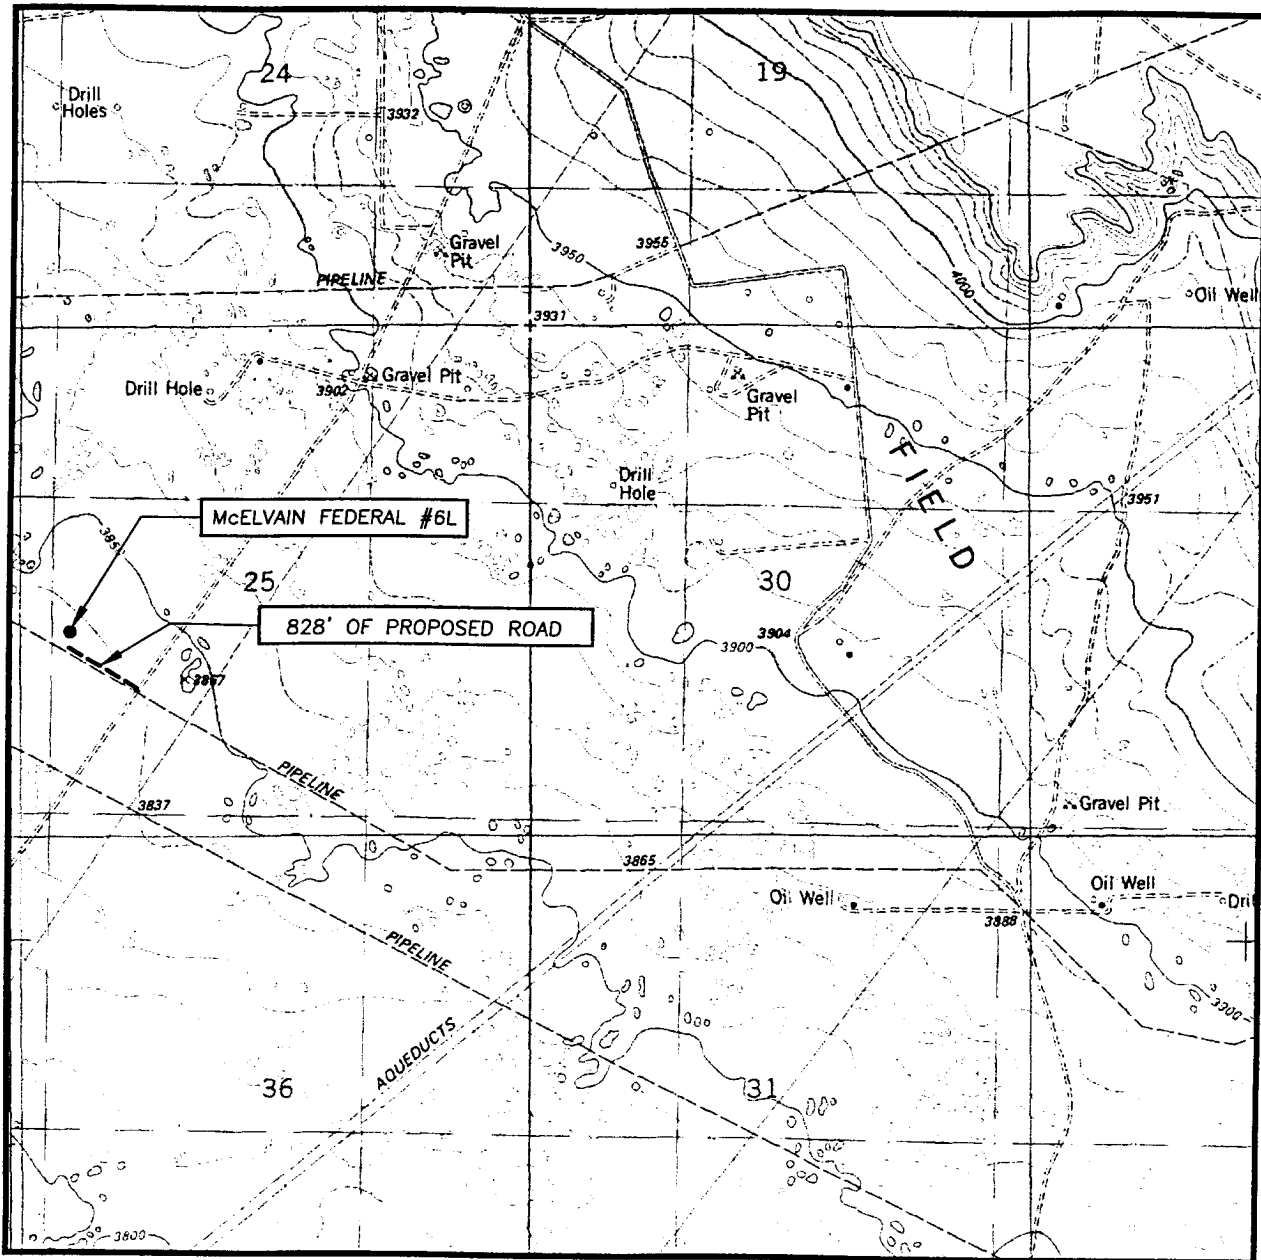 24
19
Drill
Holes
3932
Gravel
Pit
3955
3950
PIPELINE
4000
Oil Well
3931
Drill Hole
3902
Gravel Pit
Gravel
Pit
FIELD
Drill
Hole
3951
McELVAIN FEDERAL #6L
25
30
828' OF PROPOSED ROAD
3904
3900
3867
PIPELINE
3837
Gravel Pit
3865
Oil Well
Oil Well
3888
PIPELINE
3900
AQUEDUCTS
36
31
3800